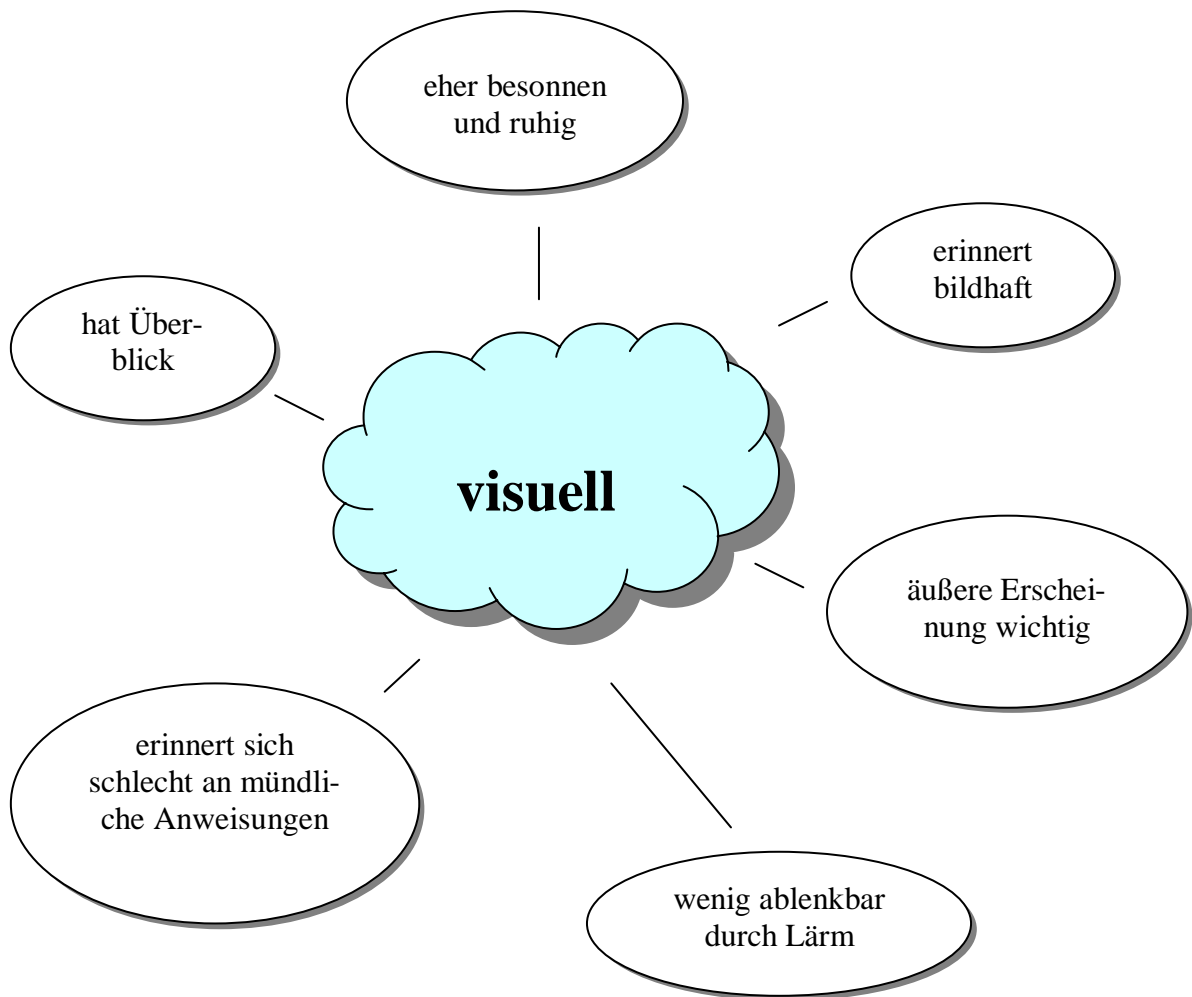 eher besonnen
und ruhig
erinnert
bildhaft
hat Über-
blick
visuell
äußere Erschei-
nung wichtig
erinnert sich
schlecht an mündli-
che Anweisungen
wenig ablenkbar
durch Lärm